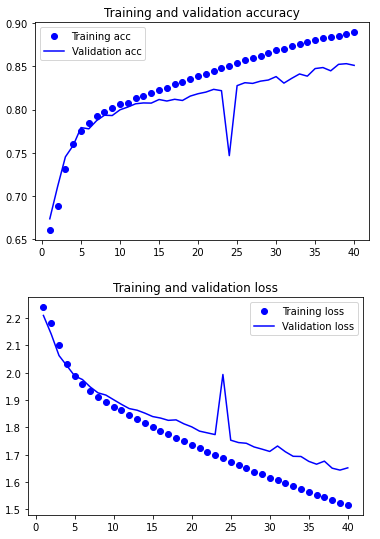 Training and validation accuracy
Training acc
Validation acc
0.90
0.85
0.80
0.75
0.70
0.65
0 5 10 15 20 25 30 35 40
Training and validation loss
Training loss
Validation loss
2.2
2.1
2.0
1.9
1.8
1.7
1.6
1.5
0 5 10 15 20 25 30 35 40